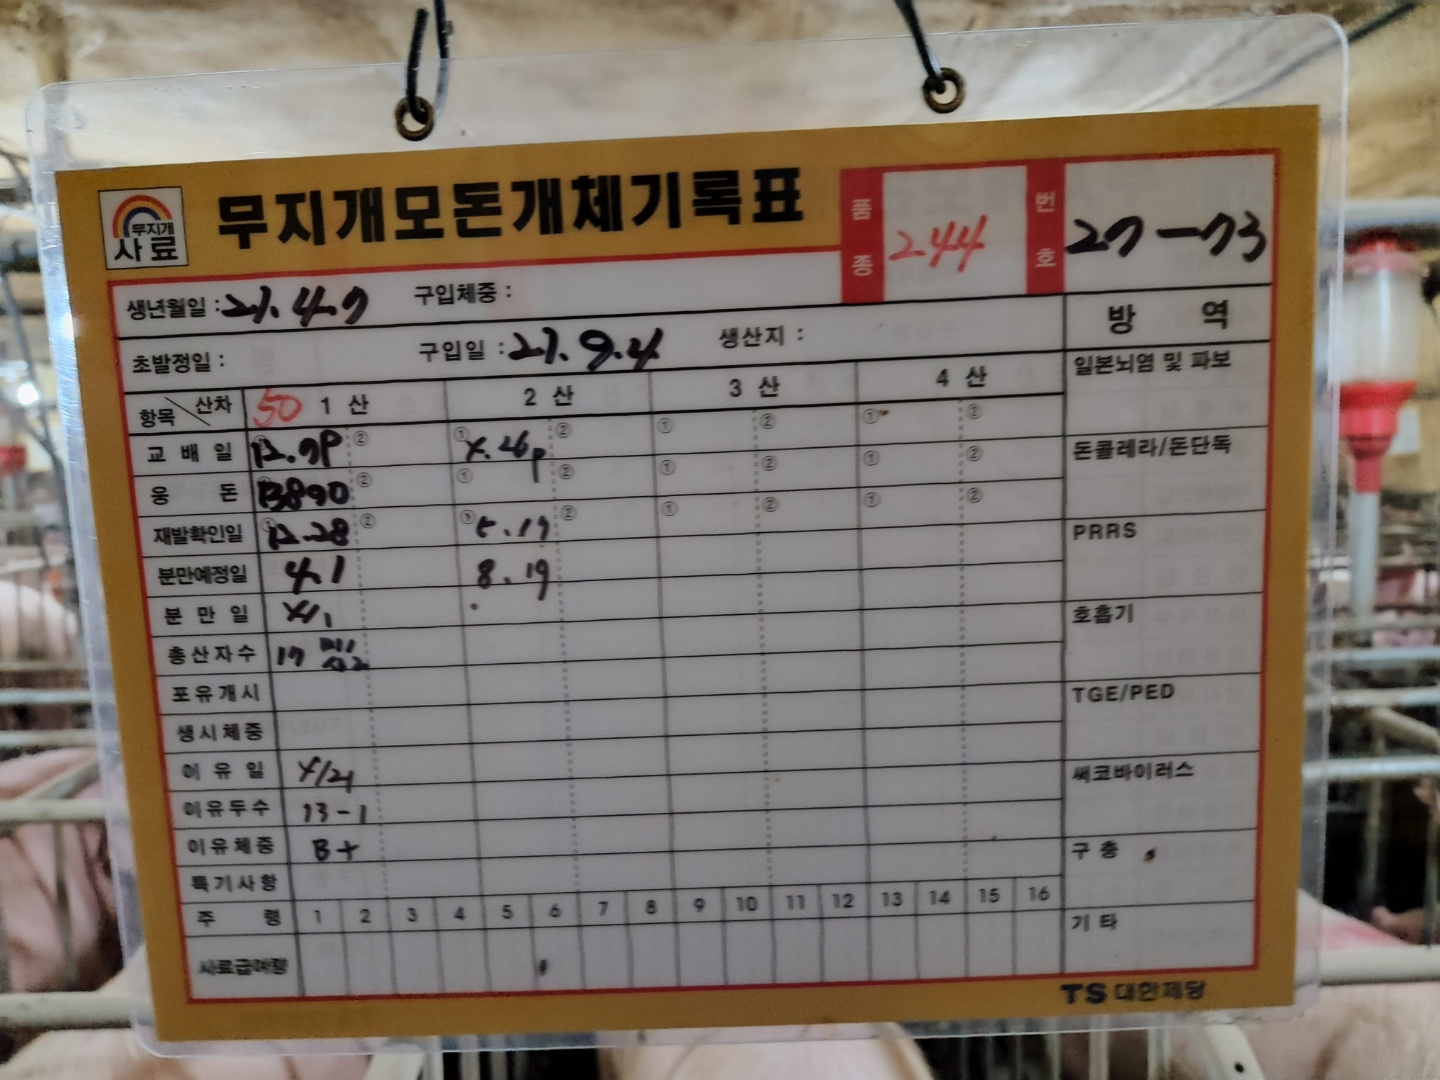 무지개
사료
무지개모돈개체기록표
품종 244
번호 27-73
생년월일 : 21. 4. 7 구입체중 :
초발정일 : 구입일 : 21. 9. 4 생산지 :
방 역
항목 산차 50 1 산 2 산 3 산 4 산
교 배 일 12. 7P ② ① 4. 26P ② ① ② ① ②
웅 돈 B890 ② ① ② ① ② ① ②
재발확인일 12. 28 ② ① 5. 17 ② ① ② ① ②
분만예정일 4. 1 8. 19
분 만 일 4/1
총산자수 17
포유개시
생시체중
이 유 일 4/21
이유두수 13-1
이유체중 B+
특기사항
주 령 1 2 3 4 5 6 7 8 9 10 11 12 13 14 15 16
사료급여량
일본뇌염 및 파보
돈콜레라/돈단독
PRRS
호흡기
TGE/PED
써코바이러스
구 충
기 타
TS 대한제당